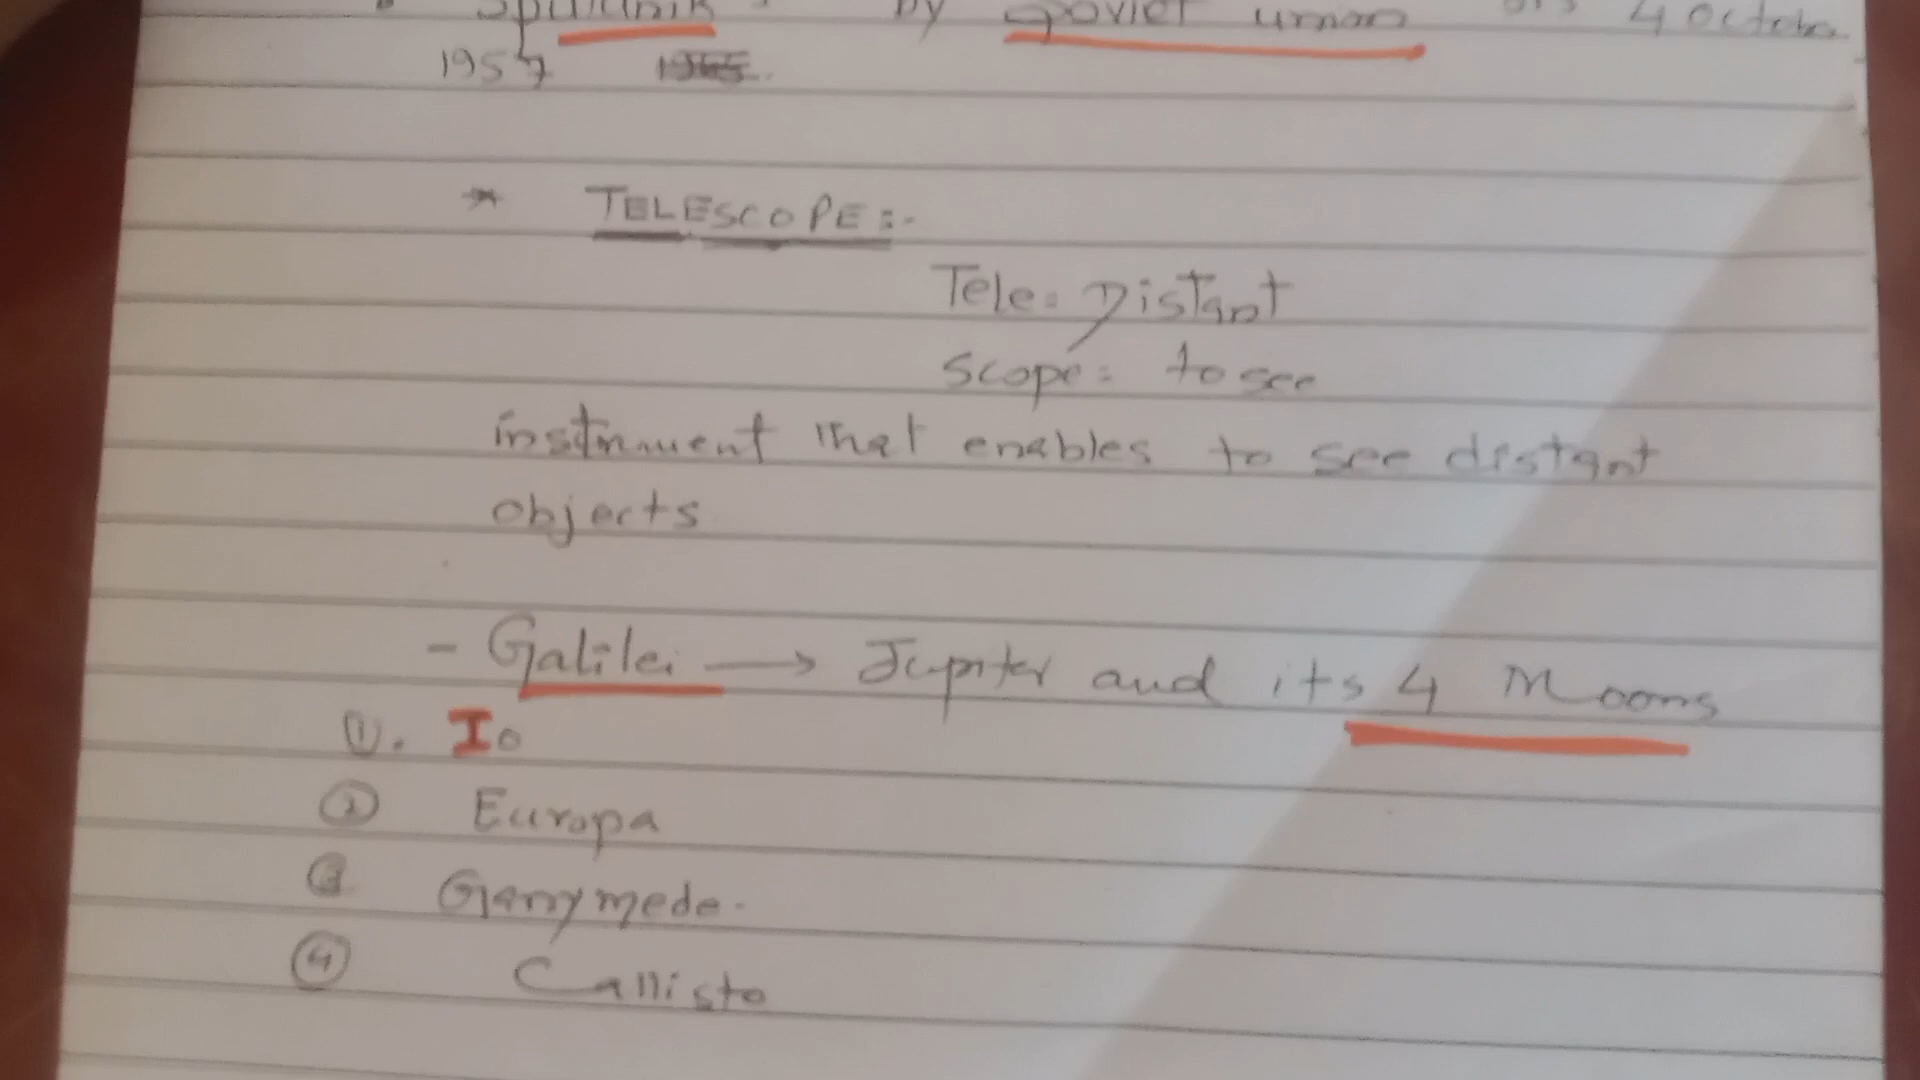 Sputnik by Soviet union on 4 October
1957
* TELESCOPE:-
Tele= Distant
Scope= to see
instrument that enables to see distant
objects
- Galilei → Jupiter and its 4 Moons
①. Io
② Europa
③ Ganymede.
④ Callisto